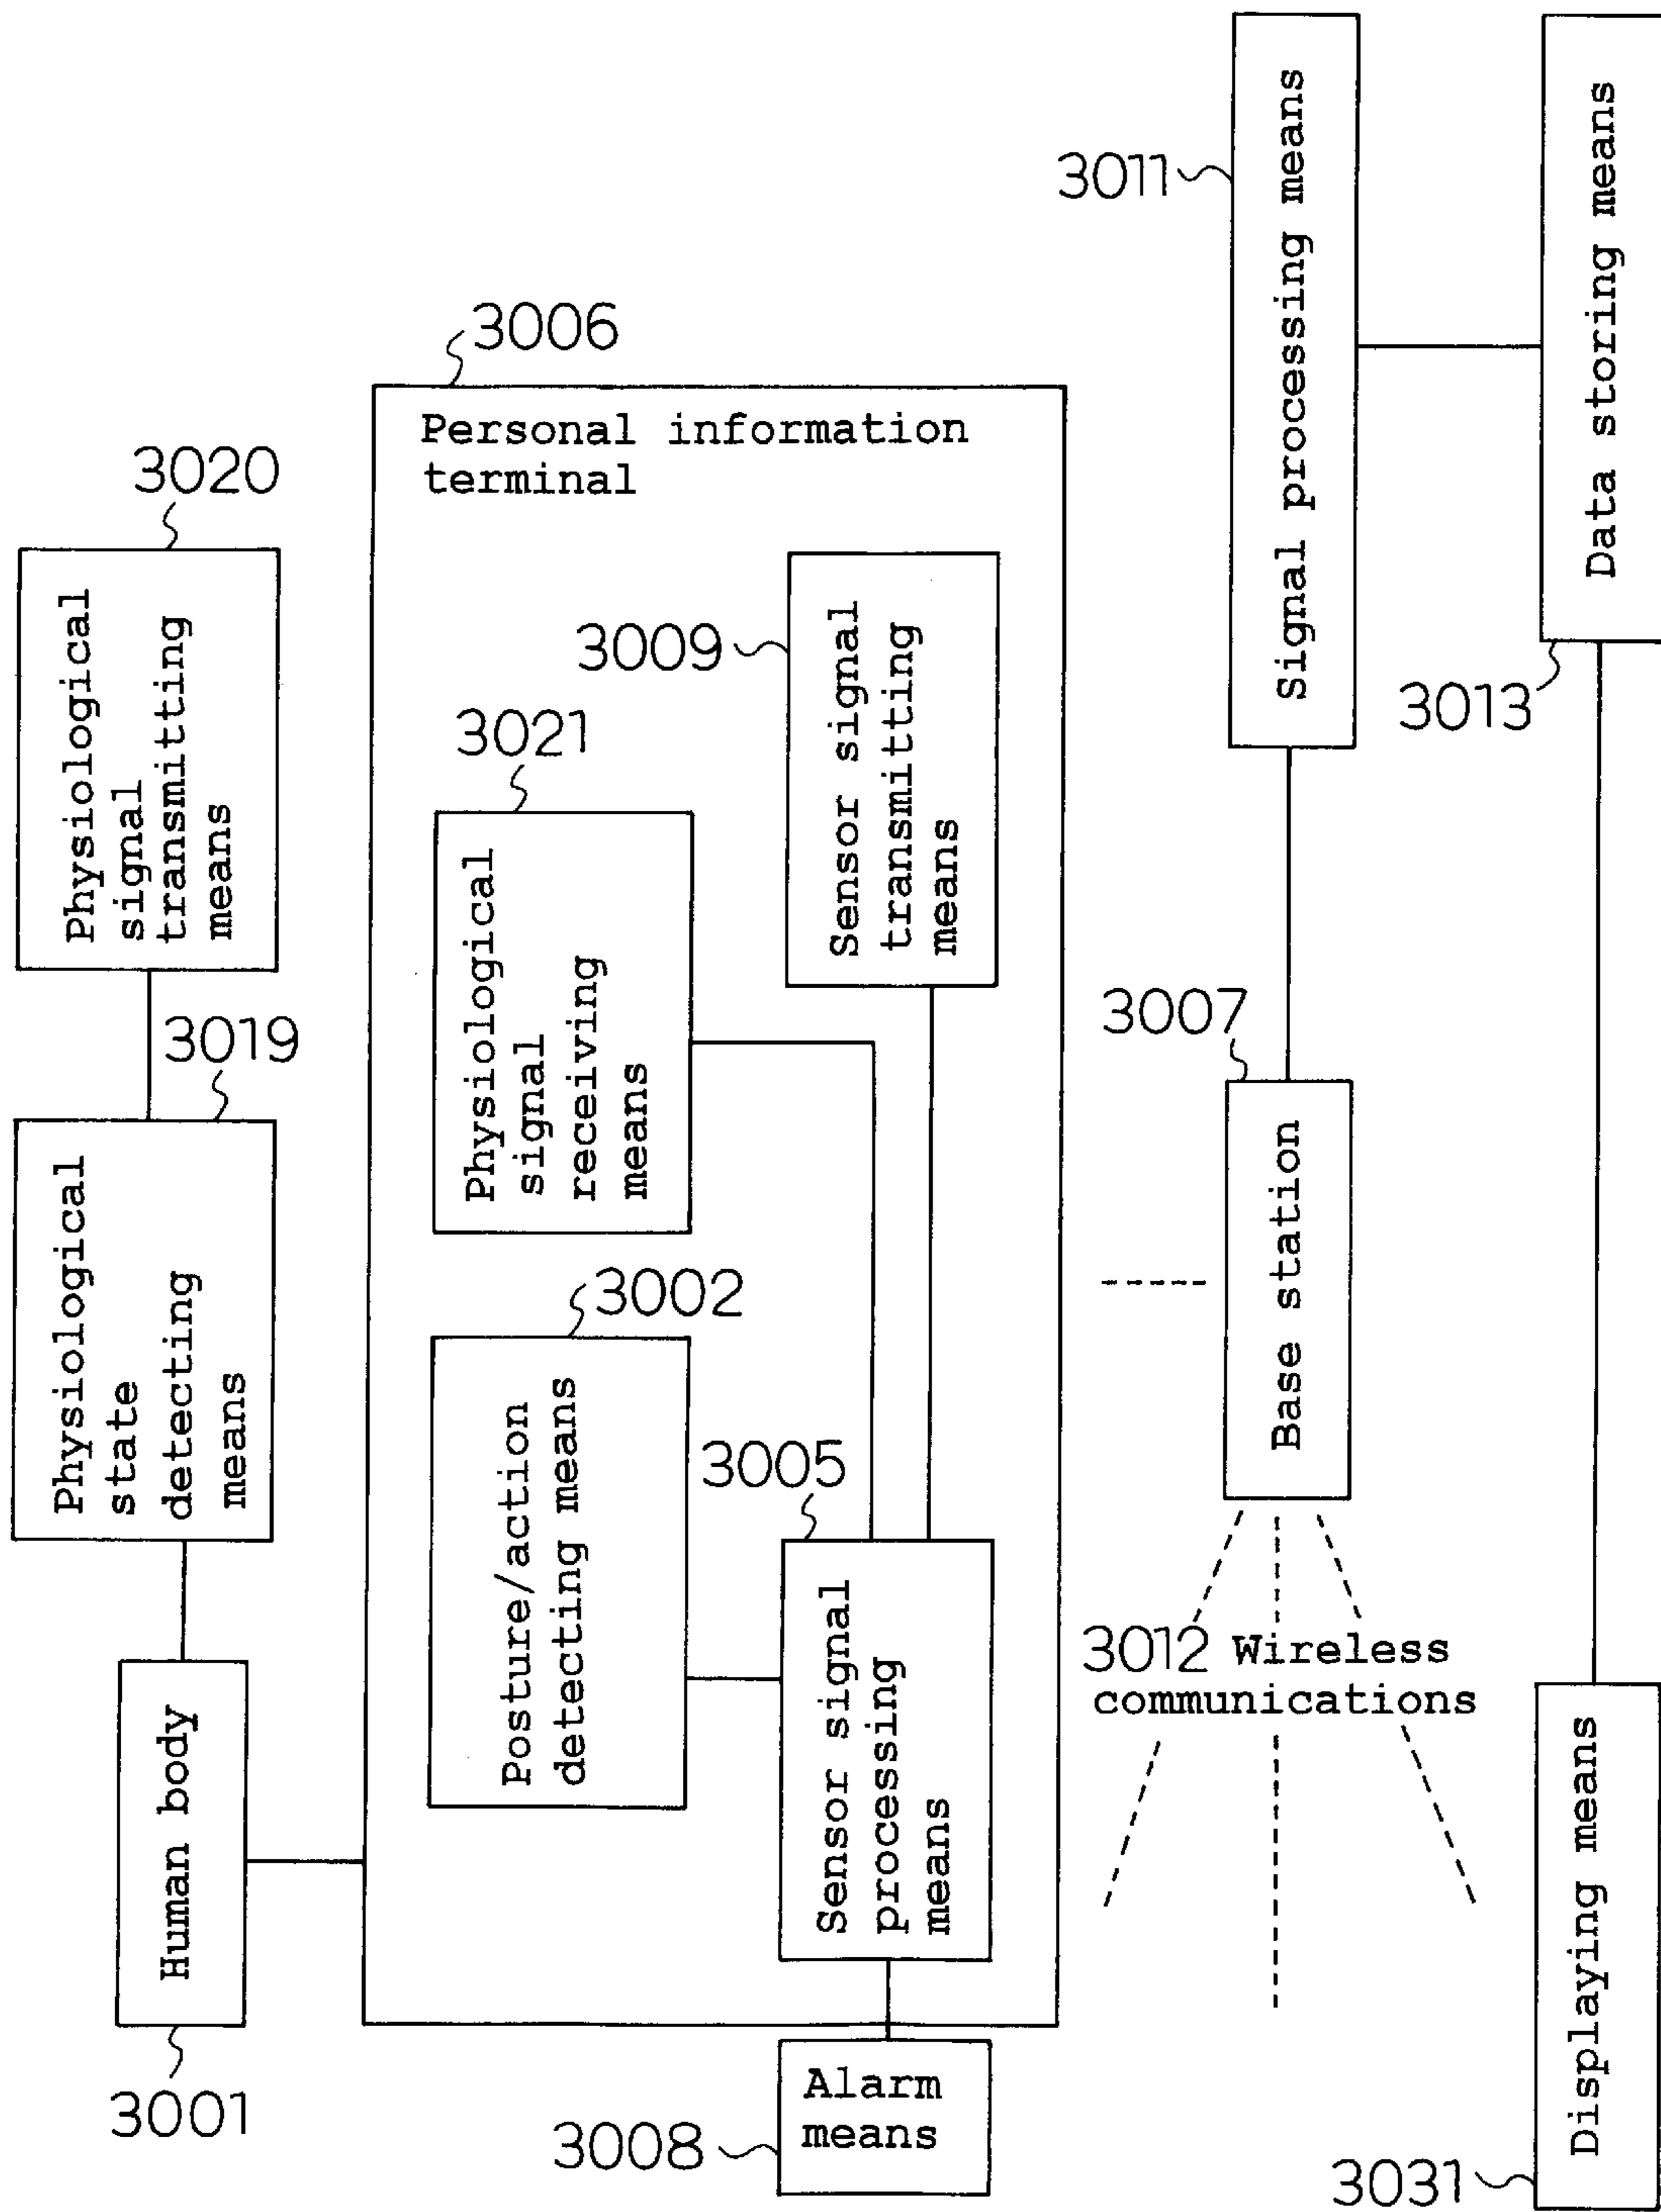 3020
Physiological
signal
transmitting
means
3019
Physiological
state
detecting
means
Human body
3001
3006
Personal information
terminal
3021
Physiological
signal
receiving
means
3009
Sensor signal
transmitting
means
3002
Posture/action
detecting means
3005
Sensor signal
processing
means
Alarm
means
3008
3011
Signal processing means
3007
Base station
3012 Wireless
communications
Data storing means
3013
Displaying means
3031